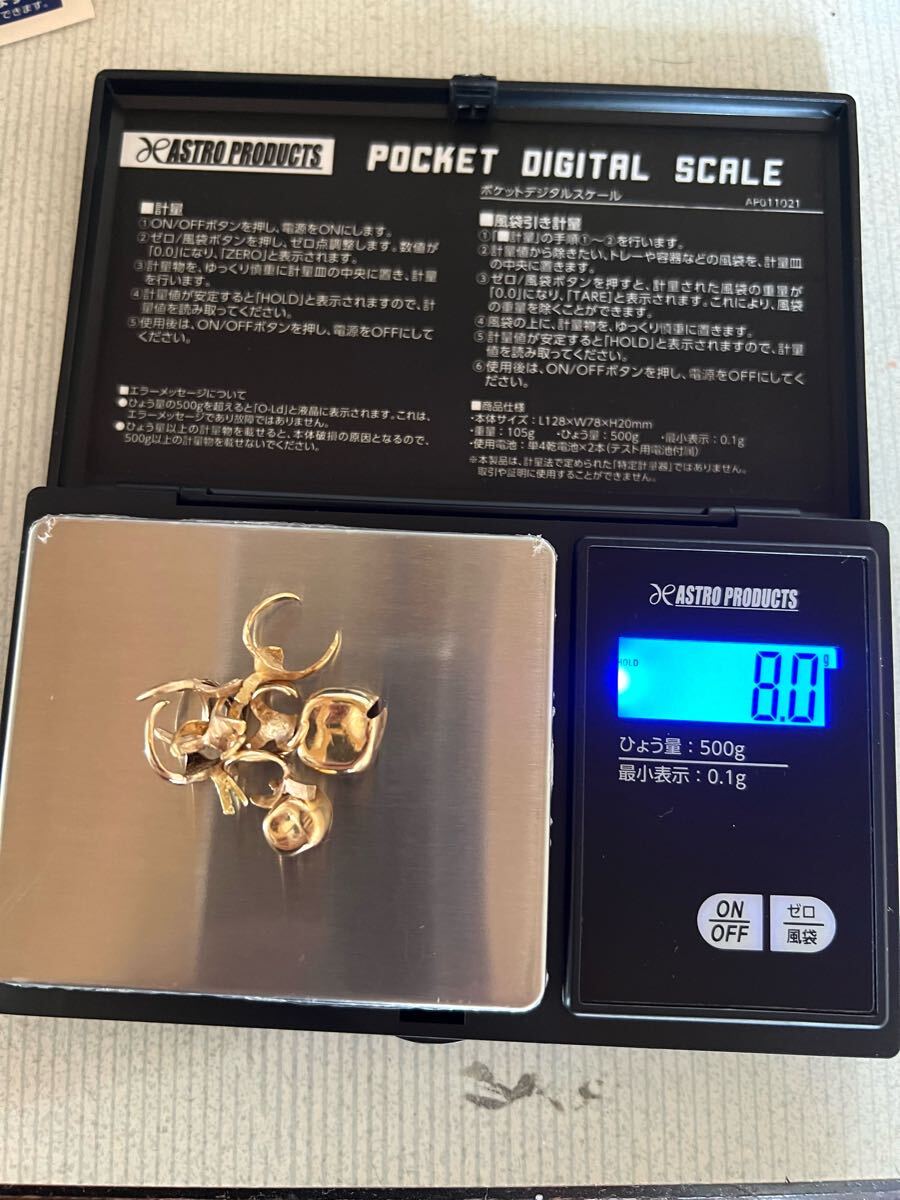 できます。
ASTRO PRODUCTS
POCKET DIGITAL SCALE
ポケットデジタルスケール
AP011021
■計量
①ON/OFFボタンを押し、電源をONにします。
②ゼロ/風袋ボタンを押し、ゼロ点調整します。数値が
「0.0」になり、「ZERO」と表示されます。
③計量物を、ゆっくり慎重に計量皿の中央に置き、計量
を行います。
④計量値が安定すると「HOLD」と表示されますので、計
量値を読み取ってください。
⑤使用後は、ON/OFFボタンを押し、電源をOFFにして
ください。
■エラーメッセージについて
●ひょう量の500gを超えると「O-Ld」と液晶に表示されます。これは、
エラーメッセージであり故障ではありません。
●ひょう量以上の計量物を載せると、本体破損の原因となるので、
500g以上の計量物を載せないでください。
■風袋引き計量
①「■計量」の手順①～②を行います。
②計量値から除きたい、トレーや容器などの風袋を、計量皿
の中央に置きます。
③ゼロ/風袋ボタンを押すと、計量された風袋の重量が
「0.0」になり、「TARE」と表示されます。これにより、風袋
の重量を除くことができます。
④風袋の上に、計量物を、ゆっくり慎重に置きます。
⑤計量値が安定すると「HOLD」と表示されますので、計量
値を読み取ってください。
⑥使用後は、ON/OFFボタンを押し、電源をOFFにしてく
ださい。
■商品仕様
・本体サイズ：L128×W78×H20mm
・重量：105g ・ひょう量：500g ・最小表示：0.1g
・使用電池：単4乾電池×2本(テスト用電池付属)
※本製品は、計量法で定められた「特定計量器」ではありません。
取引や証明に使用することができません。
ASTRO PRODUCTS
HOLD 8.0 g
ひょう量：500g
最小表示：0.1g
ON
OFF
ゼロ
風袋